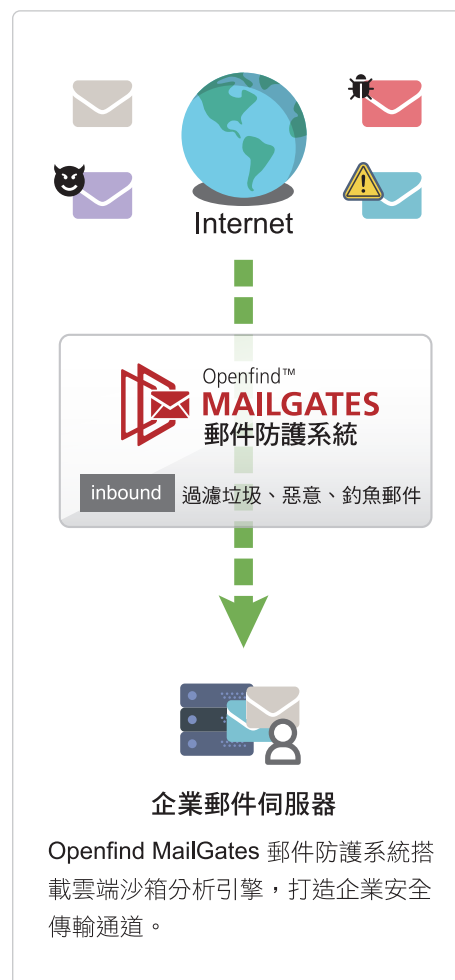 Internet
Openfind™
MAILGATES
郵件防護系統
inbound 過濾垃圾、惡意、釣魚郵件
企業郵件伺服器
Openfind MailGates 郵件防護系統搭
載雲端沙箱分析引擎，打造企業安全
傳輸通道。